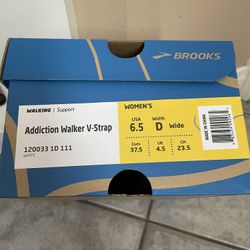 BROOKS
WALKING | Support
Addiction Walker V-Strap
120033 1D 111
WHITE
WOMEN'S
USA
6.5
Width
D Wide
Euro
37.5
UK
4.5
CM
23.5
MADE IN CHINA